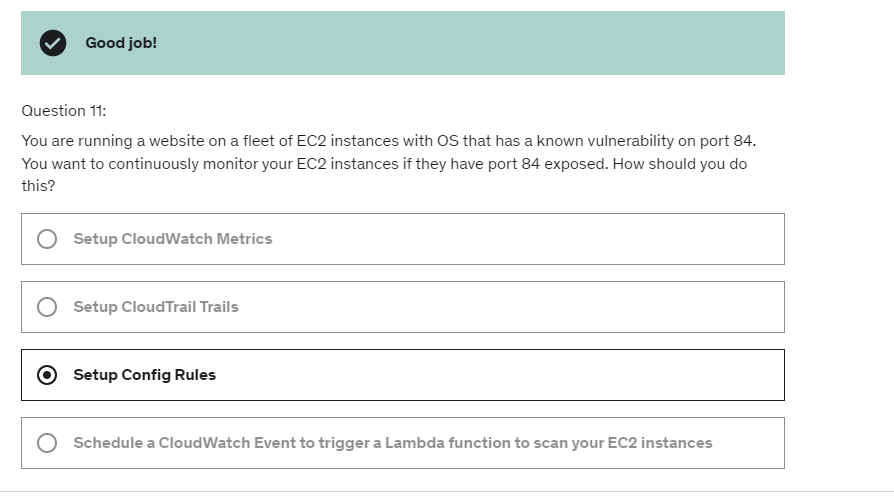 Good job!
Question 11:
You are running a website on a fleet of EC2 instances with OS that has a known vulnerability on port 84.
You want to continuously monitor your EC2 instances if they have port 84 exposed. How should you do
this?
Setup CloudWatch Metrics
Setup CloudTrail Trails
Setup Config Rules
Schedule a CloudWatch Event to trigger a Lambda function to scan your EC2 instances